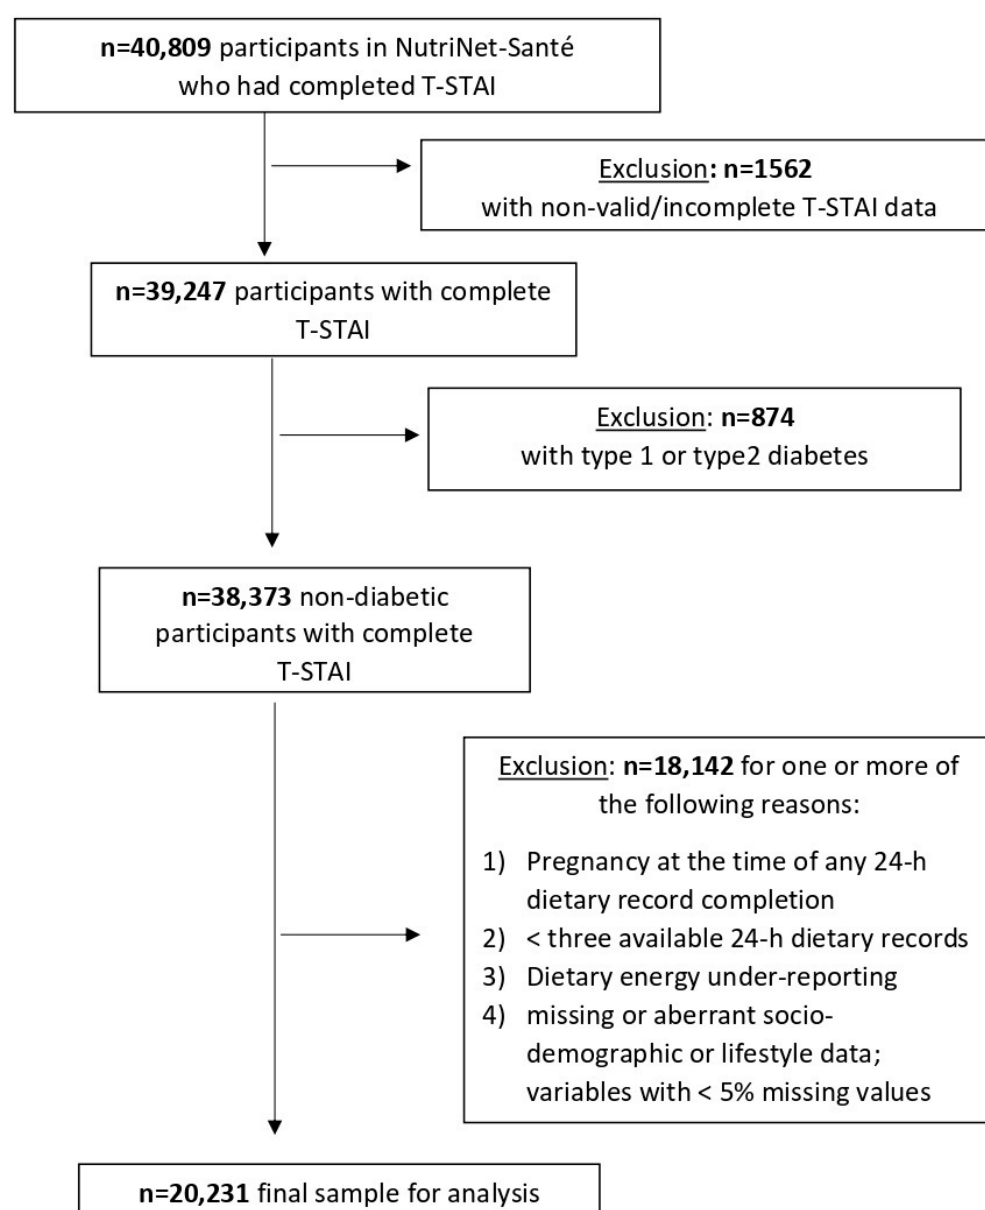 n=40,809 participants in NutriNet-Santé
who had completed T-STAI
Exclusion: n=1562
with non-valid/incomplete T-STAI data
n=39,247 participants with complete
T-STAI
Exclusion: n=874
with type 1 or type2 diabetes
n=38,373 non-diabetic
participants with complete
T-STAI
Exclusion: n=18,142 for one or more of
the following reasons:
1) Pregnancy at the time of any 24-h
dietary record completion
2) < three available 24-h dietary records
3) Dietary energy under-reporting
4) missing or aberrant socio-
demographic or lifestyle data;
variables with < 5% missing values
n=20,231 final sample for analysis